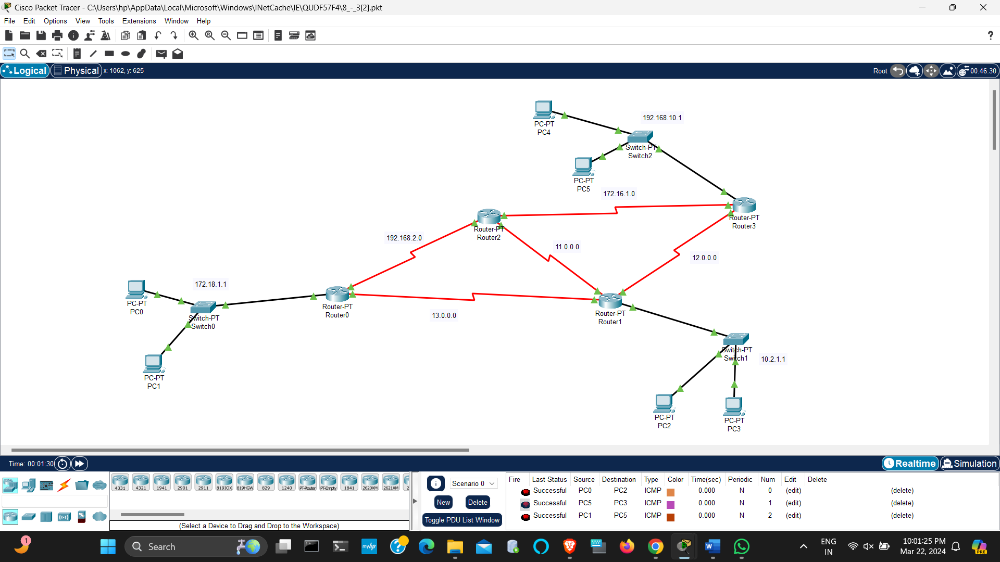 Cisco Packet Tracer - C:\Users\hp\AppData\Local\Microsoft\Windows\INetCache\IE\QUDF57F4\8_-_3[2].pkt
File Edit Options View Tools Extensions Window Help
?
Logical Physical x: 1062, y: 625 Root 00:46:30
PC-PT
PC4
192.168.10.1
Switch-PT
Switch2
PC-PT
PC5
172.16.1.0
Router-PT
Router3
Router-PT
Router2
192.168.2.0
11.0.0.0
12.0.0.0
172.18.1.1
PC-PT
PC0
Switch-PT
Switch0
Router-PT
Router0
13.0.0.0
Router-PT
Router1
Switch-PT
Switch1
10.2.1.1
PC-PT
PC1
PC-PT
PC2
PC-PT
PC3
Time: 00:01:30 Realtime Simulation
4331 4321 1941 2901 2911 819IOX 819HGW 829 1240 PT-Router PT-Empty 1841 2620XM 2621XM 2
(Select a Device to Drag and Drop to the Workspace)
Scenario 0
New Delete
Toggle PDU List Window
Fire Last Status Source Destination Type Color Time(sec) Periodic Num Edit Delete
Successful PC0 PC2 ICMP 0.000 N 0 (edit) (delete)
Successful PC5 PC3 ICMP 0.000 N 1 (edit) (delete)
Successful PC1 PC5 ICMP 0.000 N 2 (edit) (delete)
1
Search
myhp
W
ENG
IN
10:01:25 PM
Mar 22, 2024
PRE